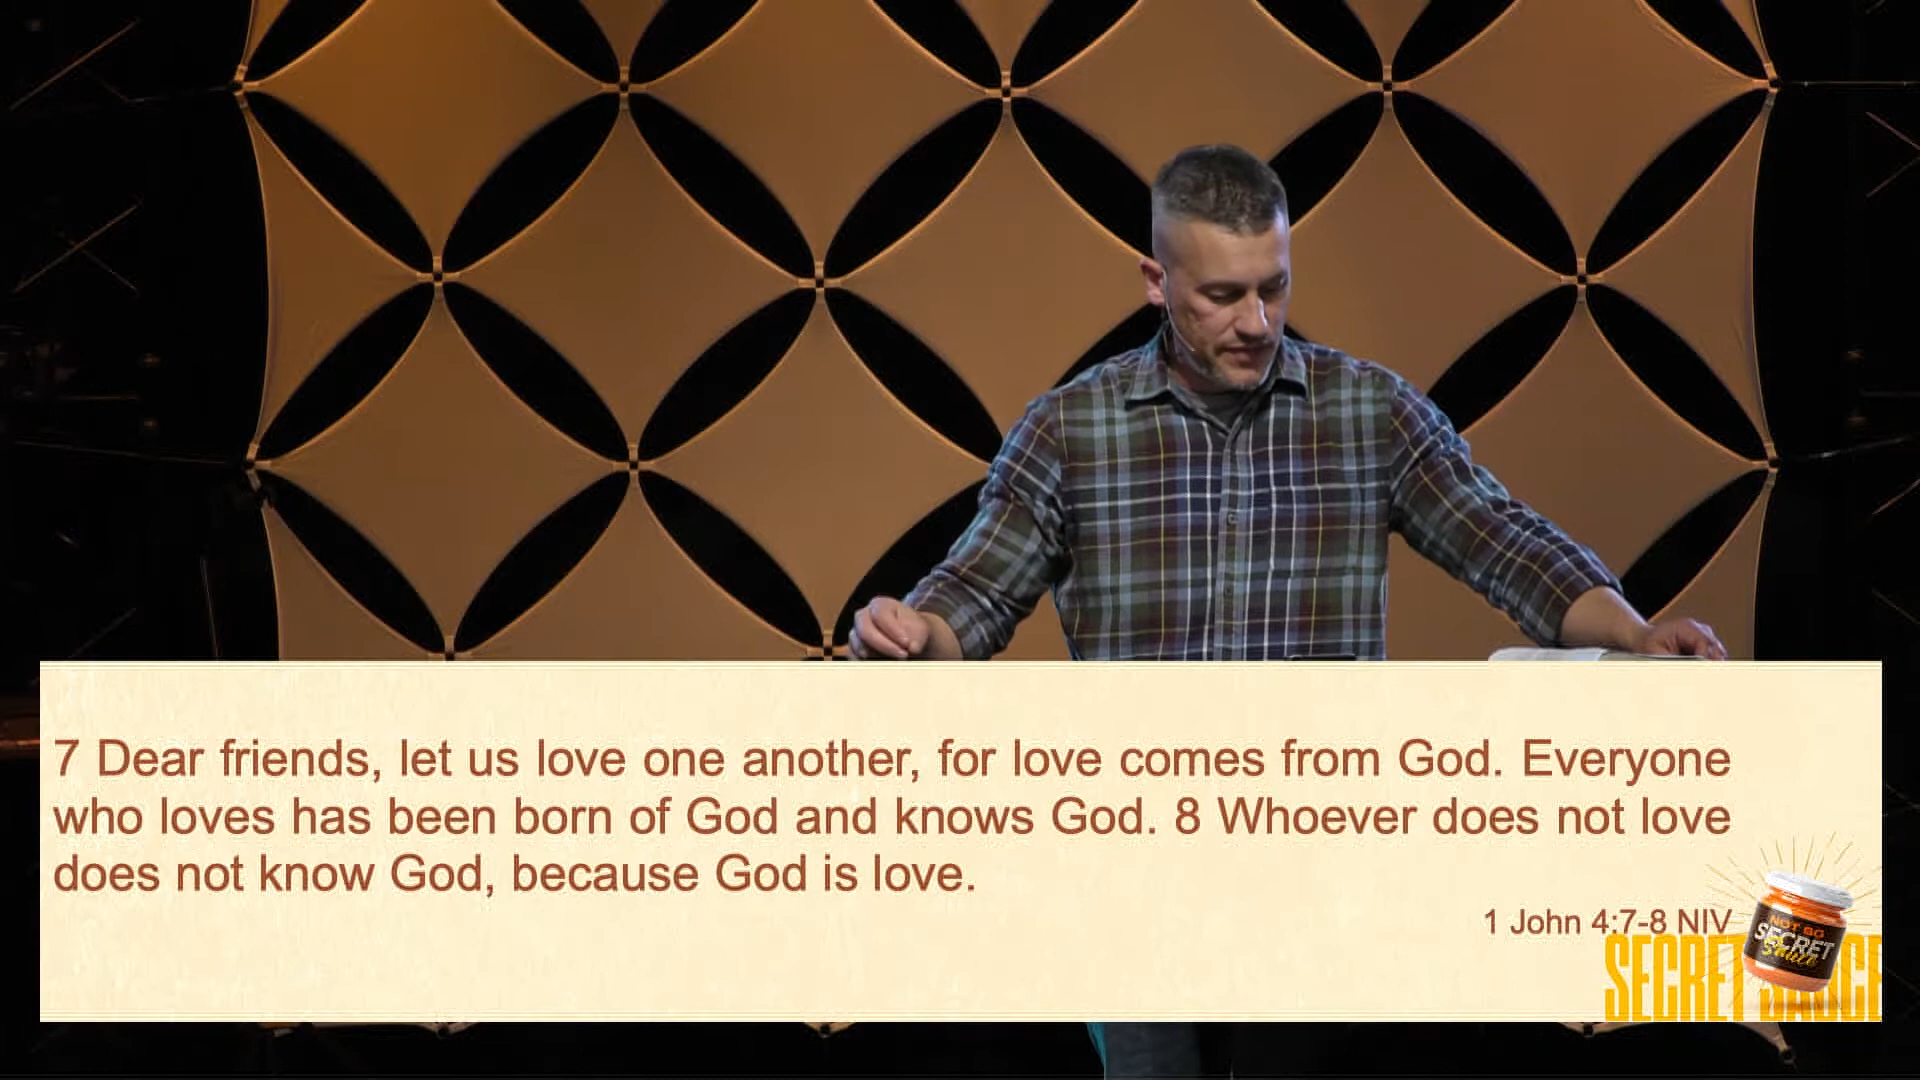 7 Dear friends, let us love one another, for love comes from God. Everyone
who loves has been born of God and knows God. 8 Whoever does not love
does not know God, because God is love.
1 John 4:7-8 NIV
NOT SO
SECRET
Sauce
SECRET SAUCE